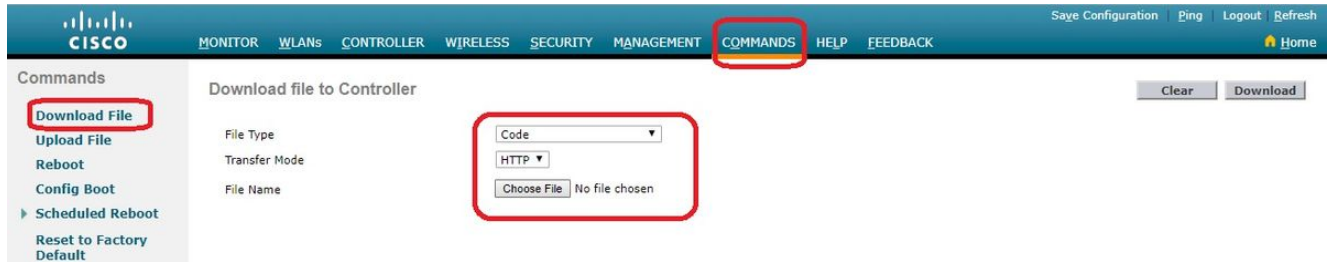 Save Configuration Ping Logout Refresh
CISCO MONITOR WLANs CONTROLLER WIRELESS SECURITY MANAGEMENT COMMANDS HELP FEEDBACK Home
Commands
Download File
Upload File
Reboot
Config Boot
Scheduled Reboot
Reset to Factory
Default
Download file to Controller
Clear Download
File Type Code
Transfer Mode HTTP
File Name Choose File No file chosen